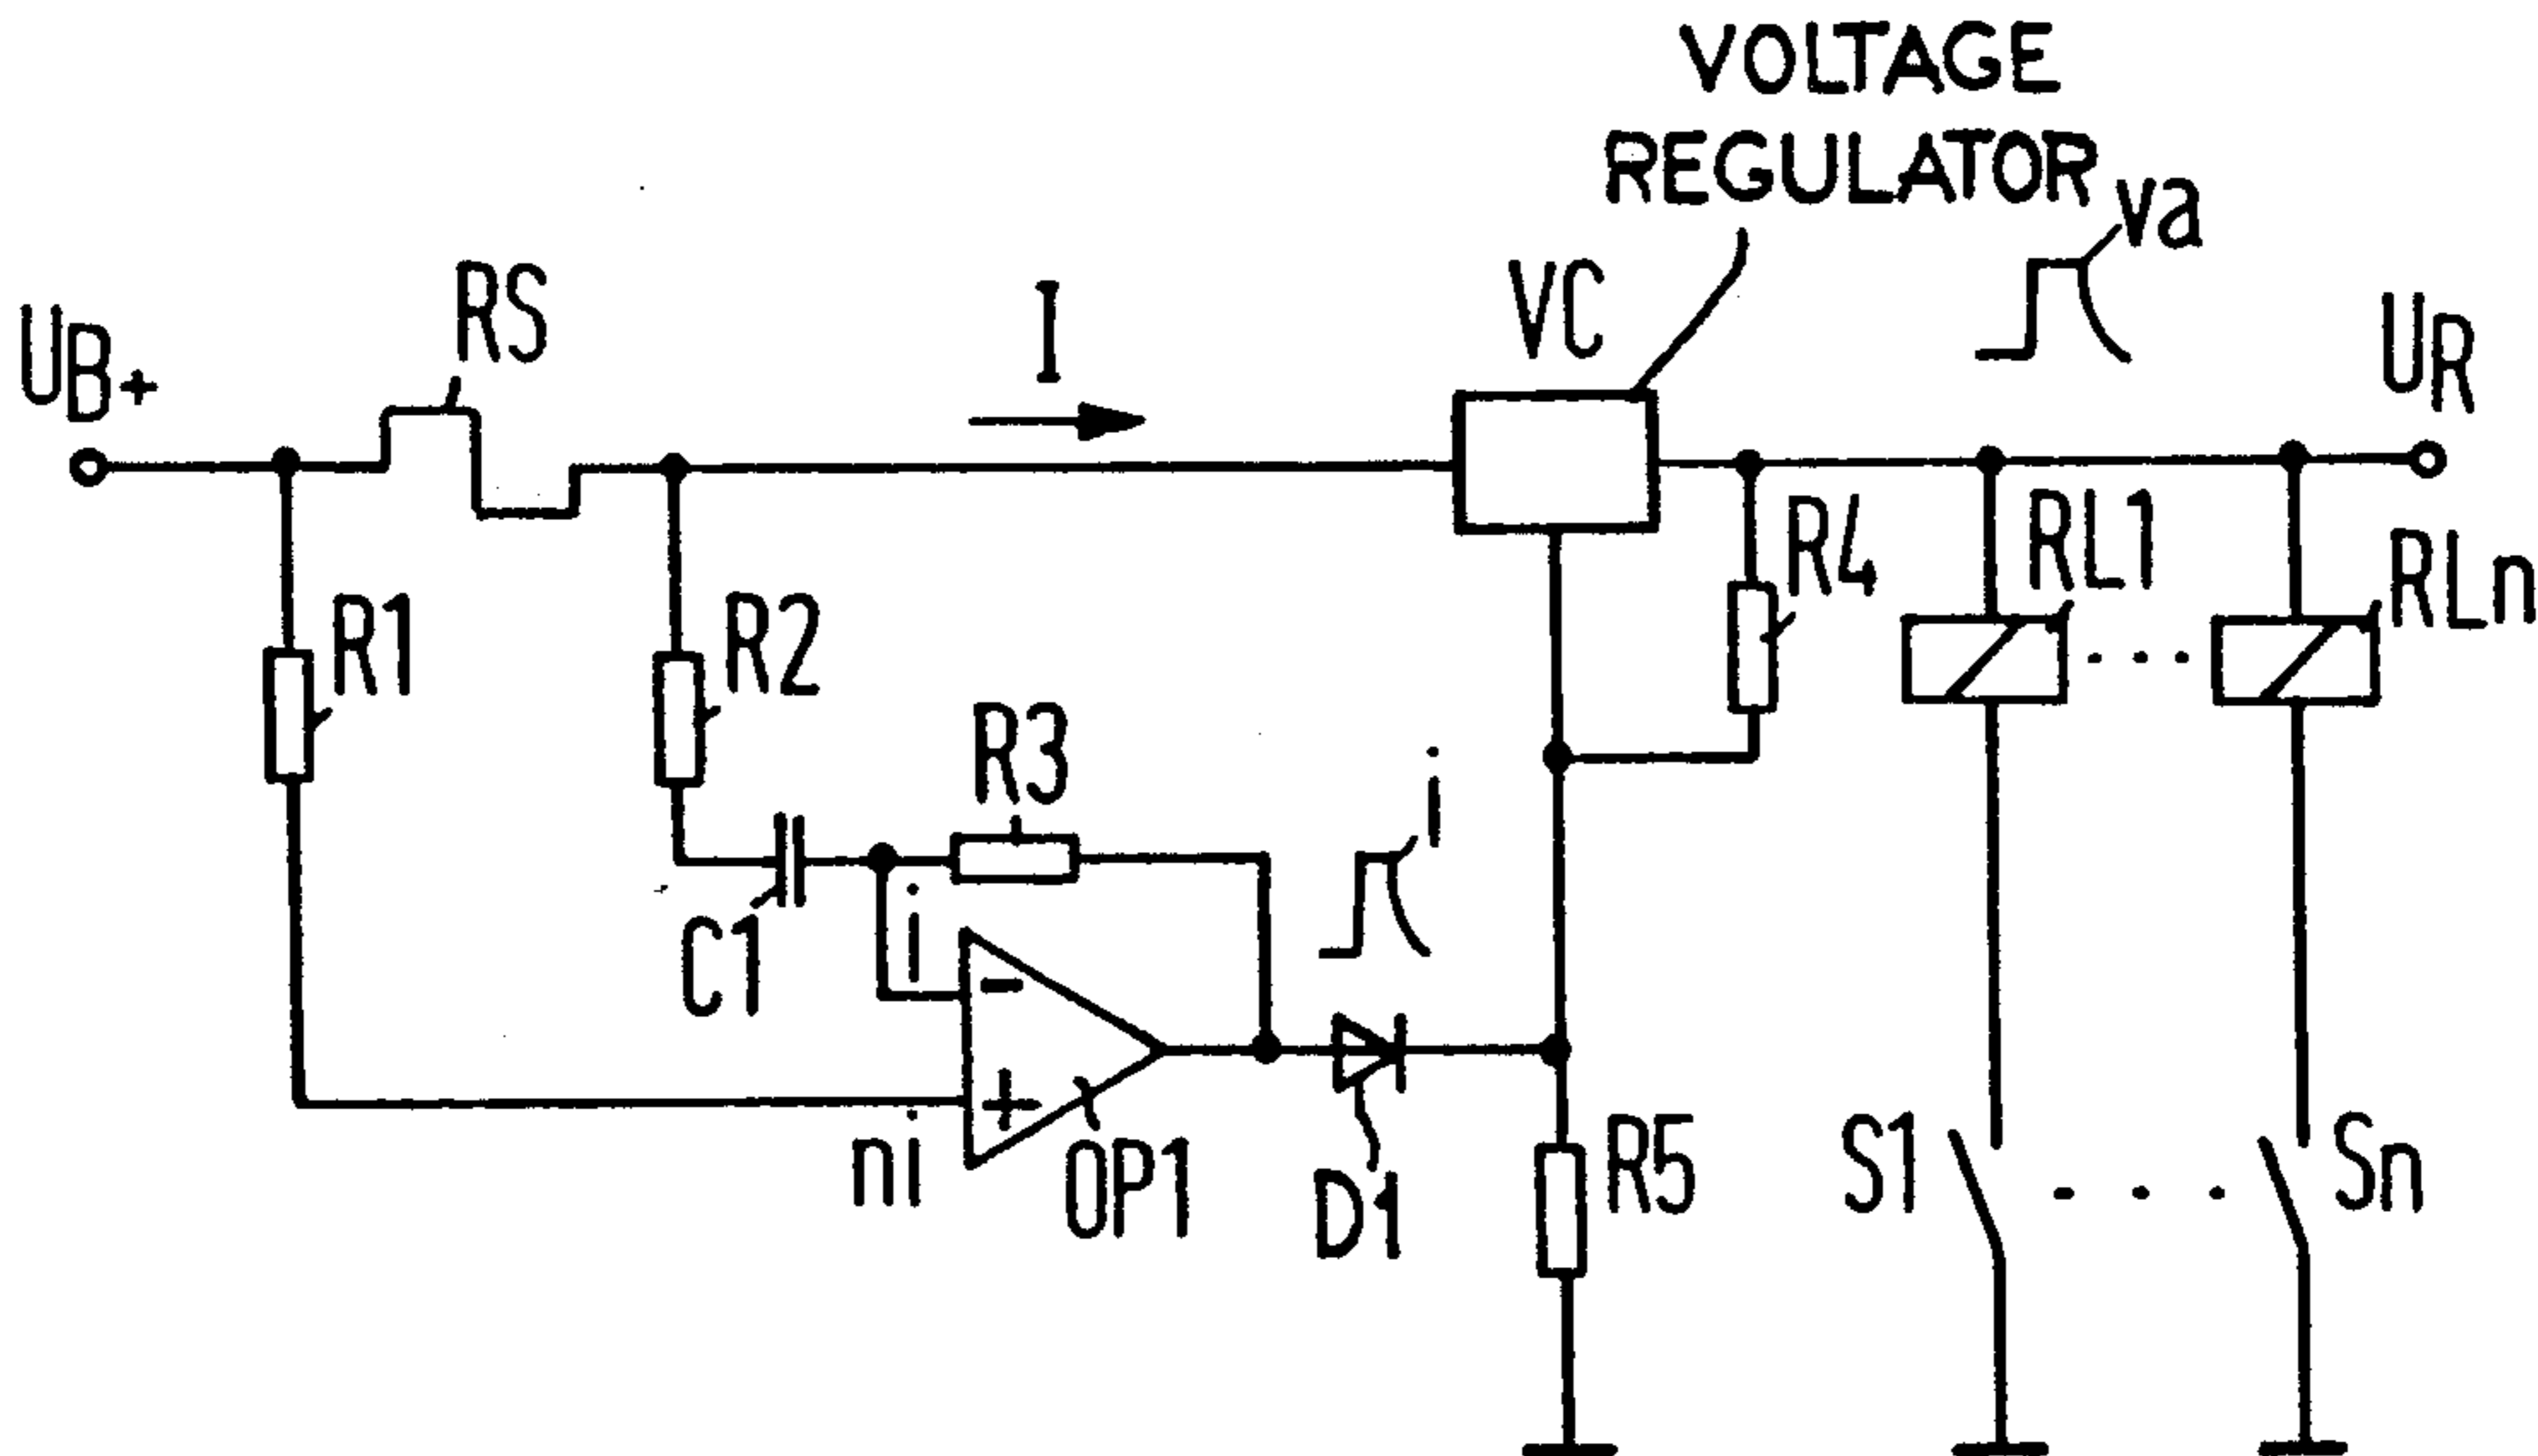 VOLTAGE
REGULATOR
va
UB+
RS
I
VC
UR
R1
R2
R3
R4
RL1
RLn
C1
i
i
-
+
ni
OP1
D1
R5
S1
Sn